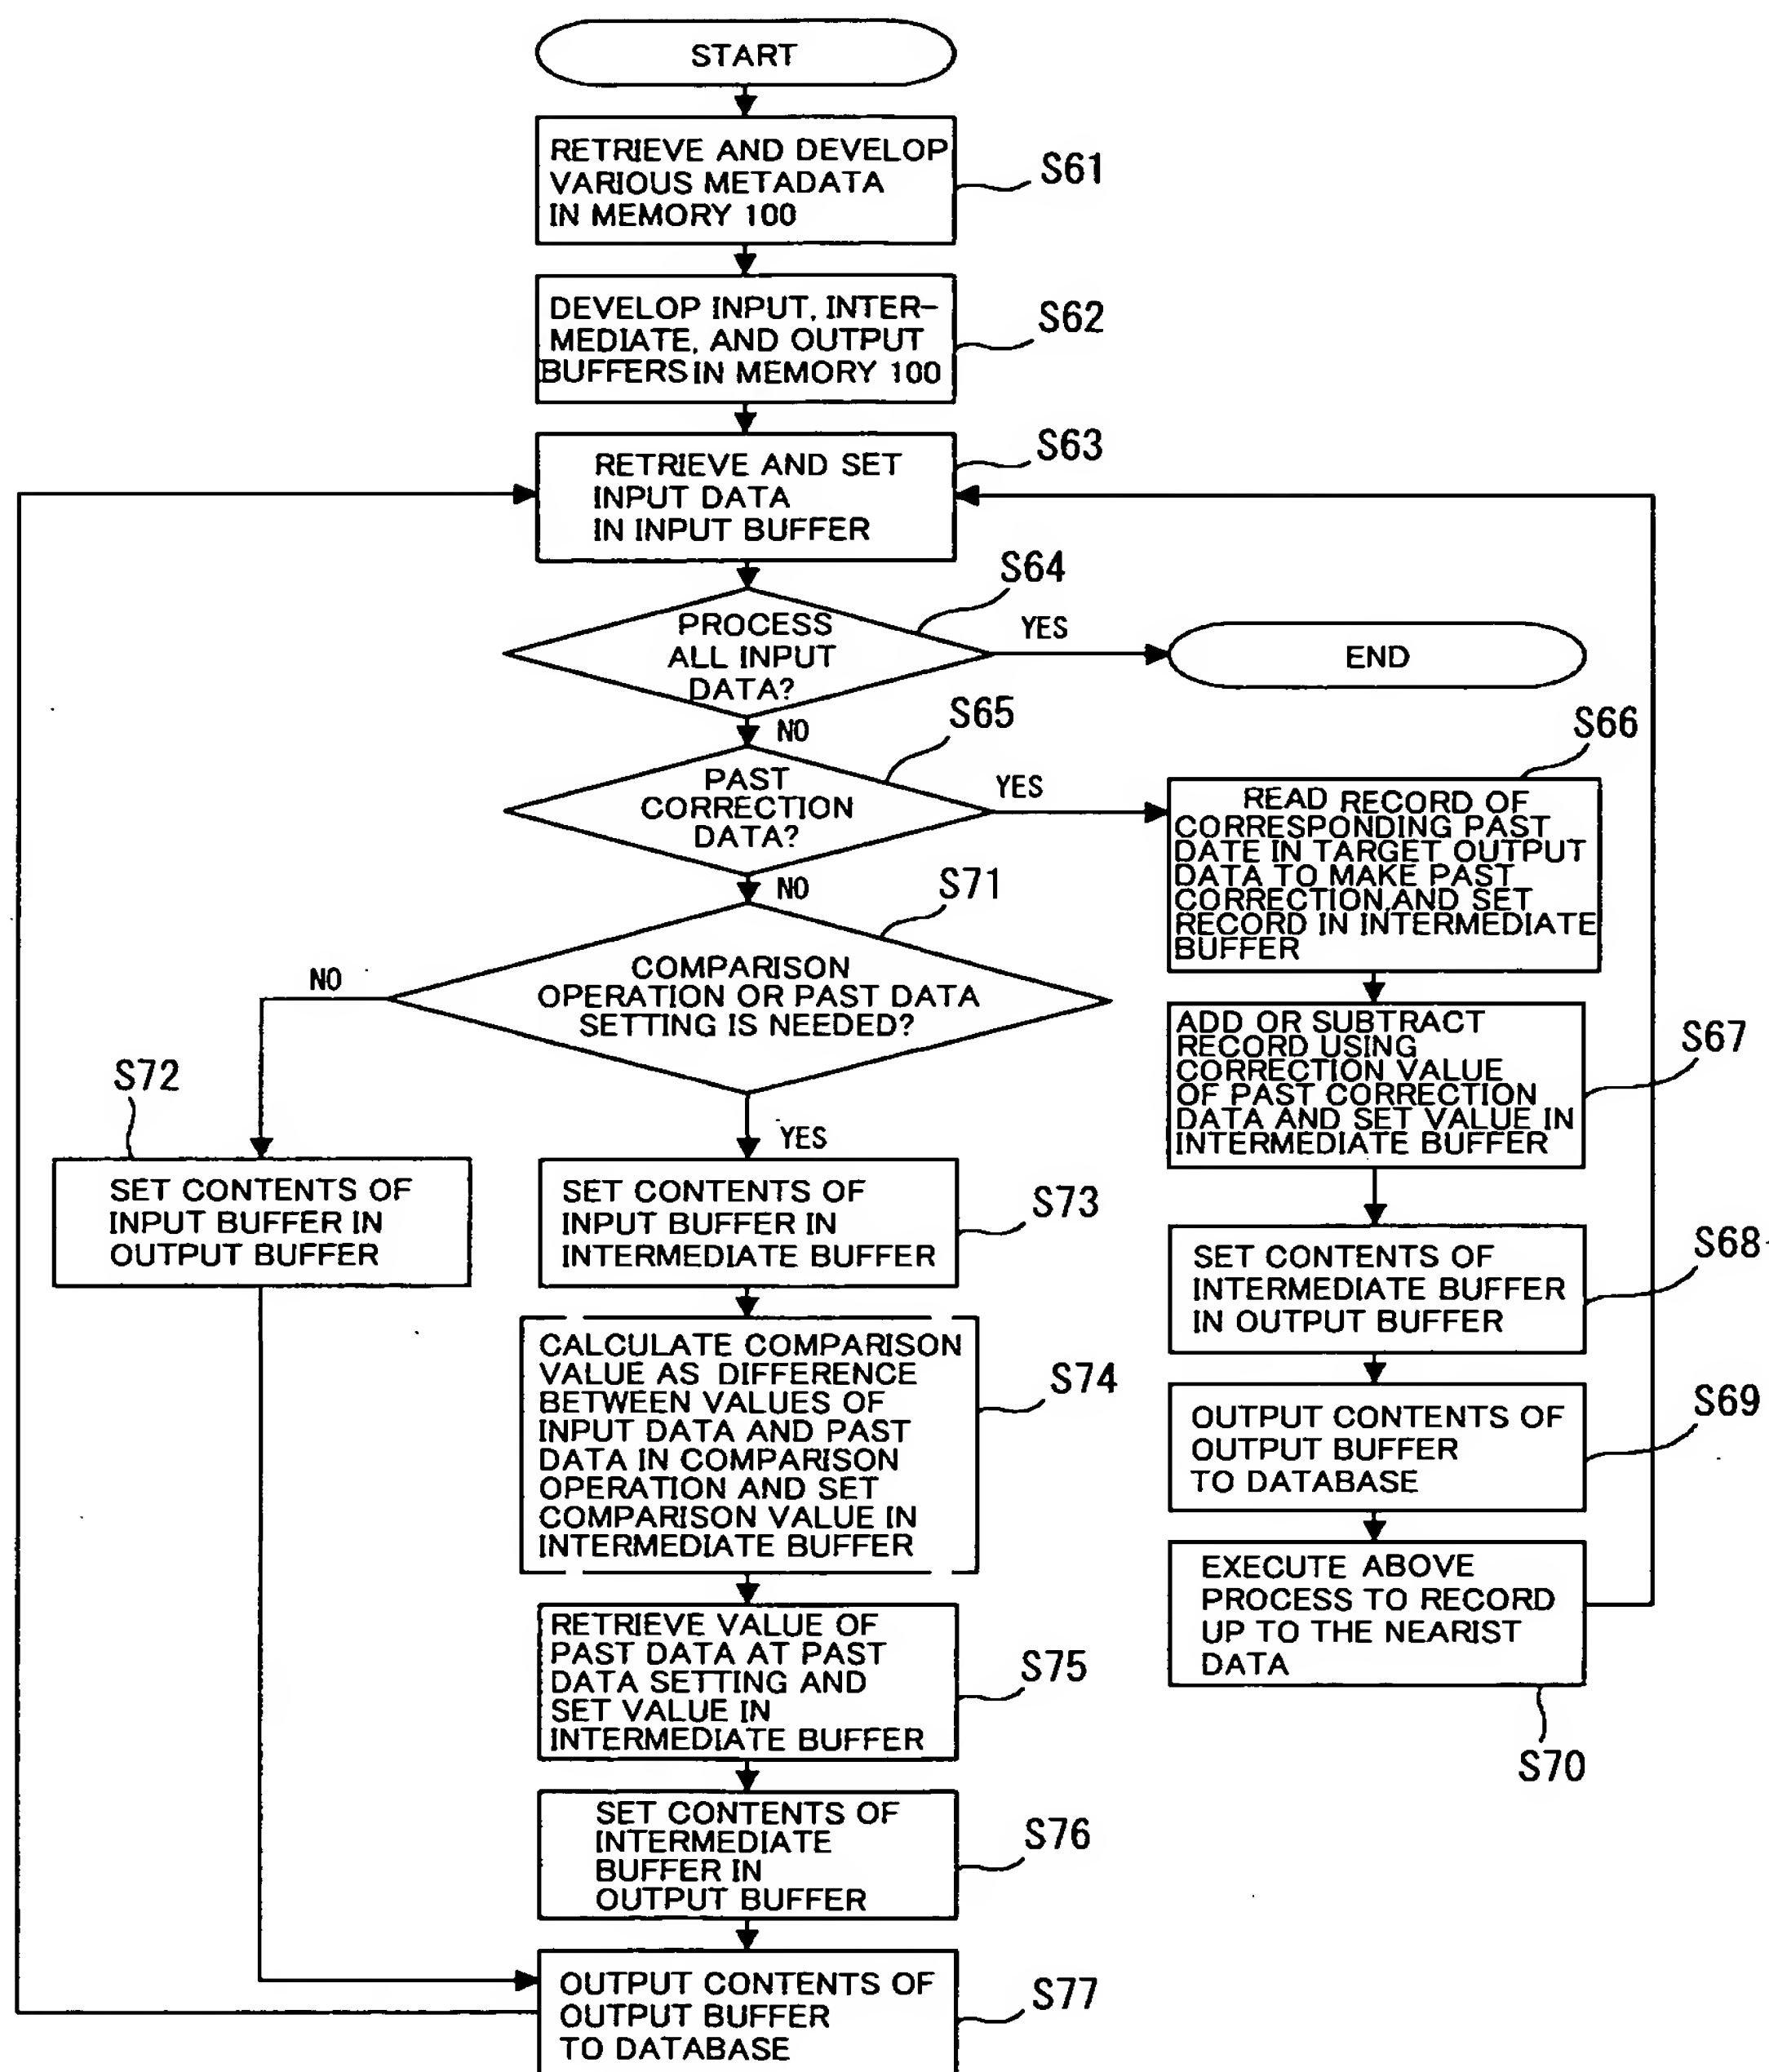 START
RETRIEVE AND DEVELOP
VARIOUS METADATA
IN MEMORY 100
S61
DEVELOP INPUT, INTER-
MEDIATE, AND OUTPUT
BUFFERS IN MEMORY 100
S62
RETRIEVE AND SET
INPUT DATA
IN INPUT BUFFER
S63
PROCESS
ALL INPUT
DATA?
S64
YES
END
NO
PAST
CORRECTION
DATA?
S65
YES
READ RECORD OF
CORRESPONDING PAST
DATE IN TARGET OUTPUT
DATA TO MAKE PAST
CORRECTION,AND SET
RECORD IN INTERMEDIATE
BUFFER
S66
ADD OR SUBTRACT
RECORD USING
CORRECTION VALUE
OF PAST CORRECTION
DATA AND SET VALUE IN
INTERMEDIATE BUFFER
S67
SET CONTENTS OF
INTERMEDIATE BUFFER
IN OUTPUT BUFFER
S68
OUTPUT CONTENTS OF
OUTPUT BUFFER
TO DATABASE
S69
EXECUTE ABOVE
PROCESS TO RECORD
UP TO THE NEARIST
DATA
S70
NO
COMPARISON
OPERATION OR PAST DATA
SETTING IS NEEDED?
S71
NO
S72
SET CONTENTS OF
INPUT BUFFER IN
OUTPUT BUFFER
YES
SET CONTENTS OF
INPUT BUFFER IN
INTERMEDIATE BUFFER
S73
CALCULATE COMPARISON
VALUE AS DIFFERENCE
BETWEEN VALUES OF
INPUT DATA AND PAST
DATA IN COMPARISON
OPERATION AND SET
COMPARISON VALUE IN
INTERMEDIATE BUFFER
S74
RETRIEVE VALUE OF
PAST DATA AT PAST
DATA SETTING AND
SET VALUE IN
INTERMEDIATE BUFFER
S75
SET CONTENTS OF
INTERMEDIATE
BUFFER IN
OUTPUT BUFFER
S76
OUTPUT CONTENTS OF
OUTPUT BUFFER
TO DATABASE
S77